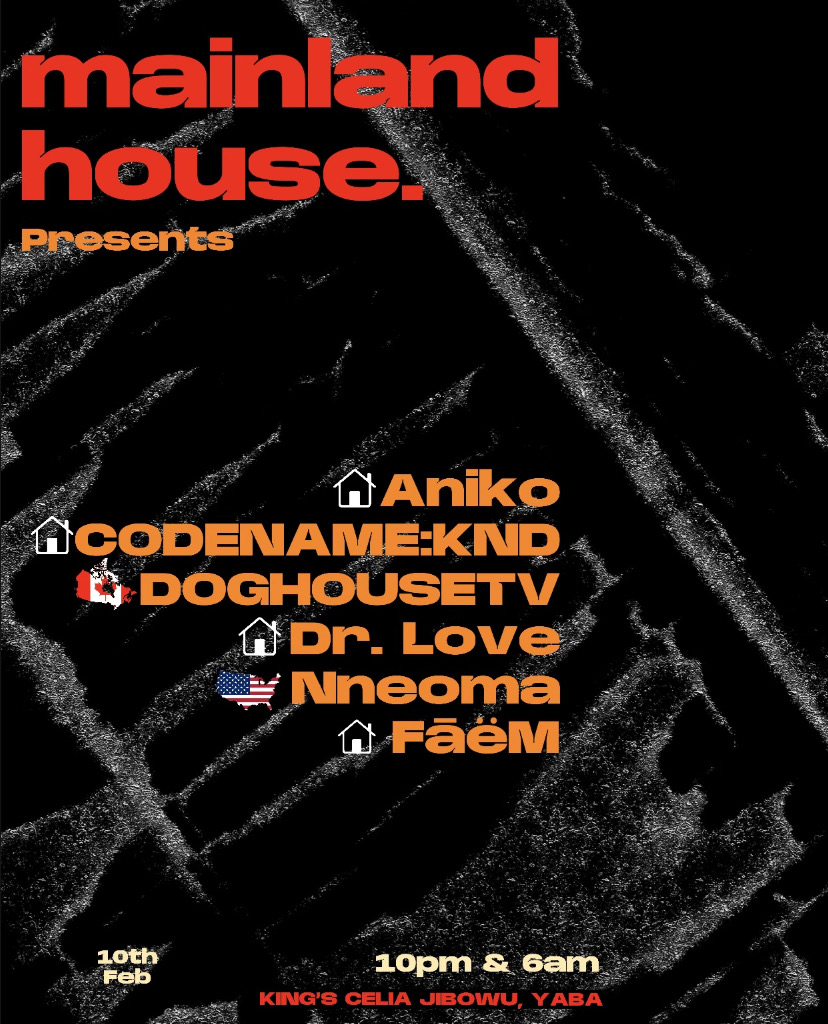 mainland
house.
Presents
Aniko
CODENAME:KND
DOGHOUSETV
Dr. Love
Nneoma
FāëM
10th
Feb
10pm & 6am
KING'S CELIA JIBOWU, YABA